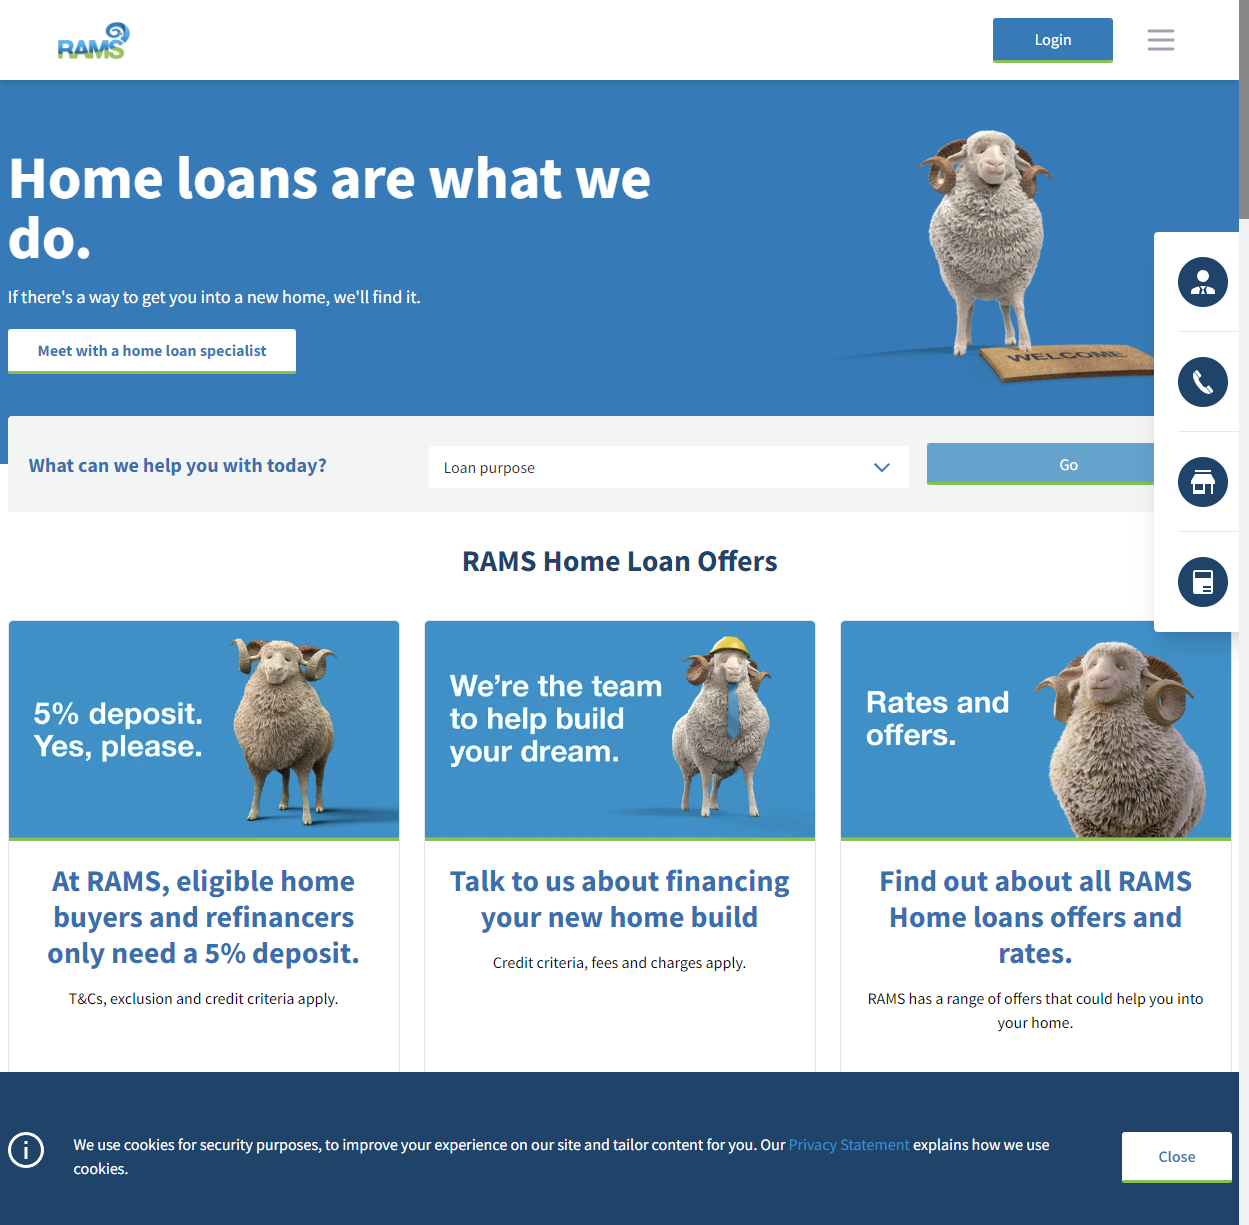 RAMS
Login
Home loans are what we
do.
If there's a way to get you into a new home, we'll find it.
Meet with a home loan specialist
WELCOME
What can we help you with today?
Loan purpose
Go
RAMS Home Loan Offers
5% deposit.
Yes, please.
We're the team
to help build
your dream.
Rates and
offers.
At RAMS, eligible home
buyers and refinancers
only need a 5% deposit.
T&Cs, exclusion and credit criteria apply.
Talk to us about financing
your new home build
Credit criteria, fees and charges apply.
Find out about all RAMS
Home loans offers and
rates.
RAMS has a range of offers that could help you into
your home.
We use cookies for security purposes, to improve your experience on our site and tailor content for you. Our Privacy Statement explains how we use
cookies.
Close